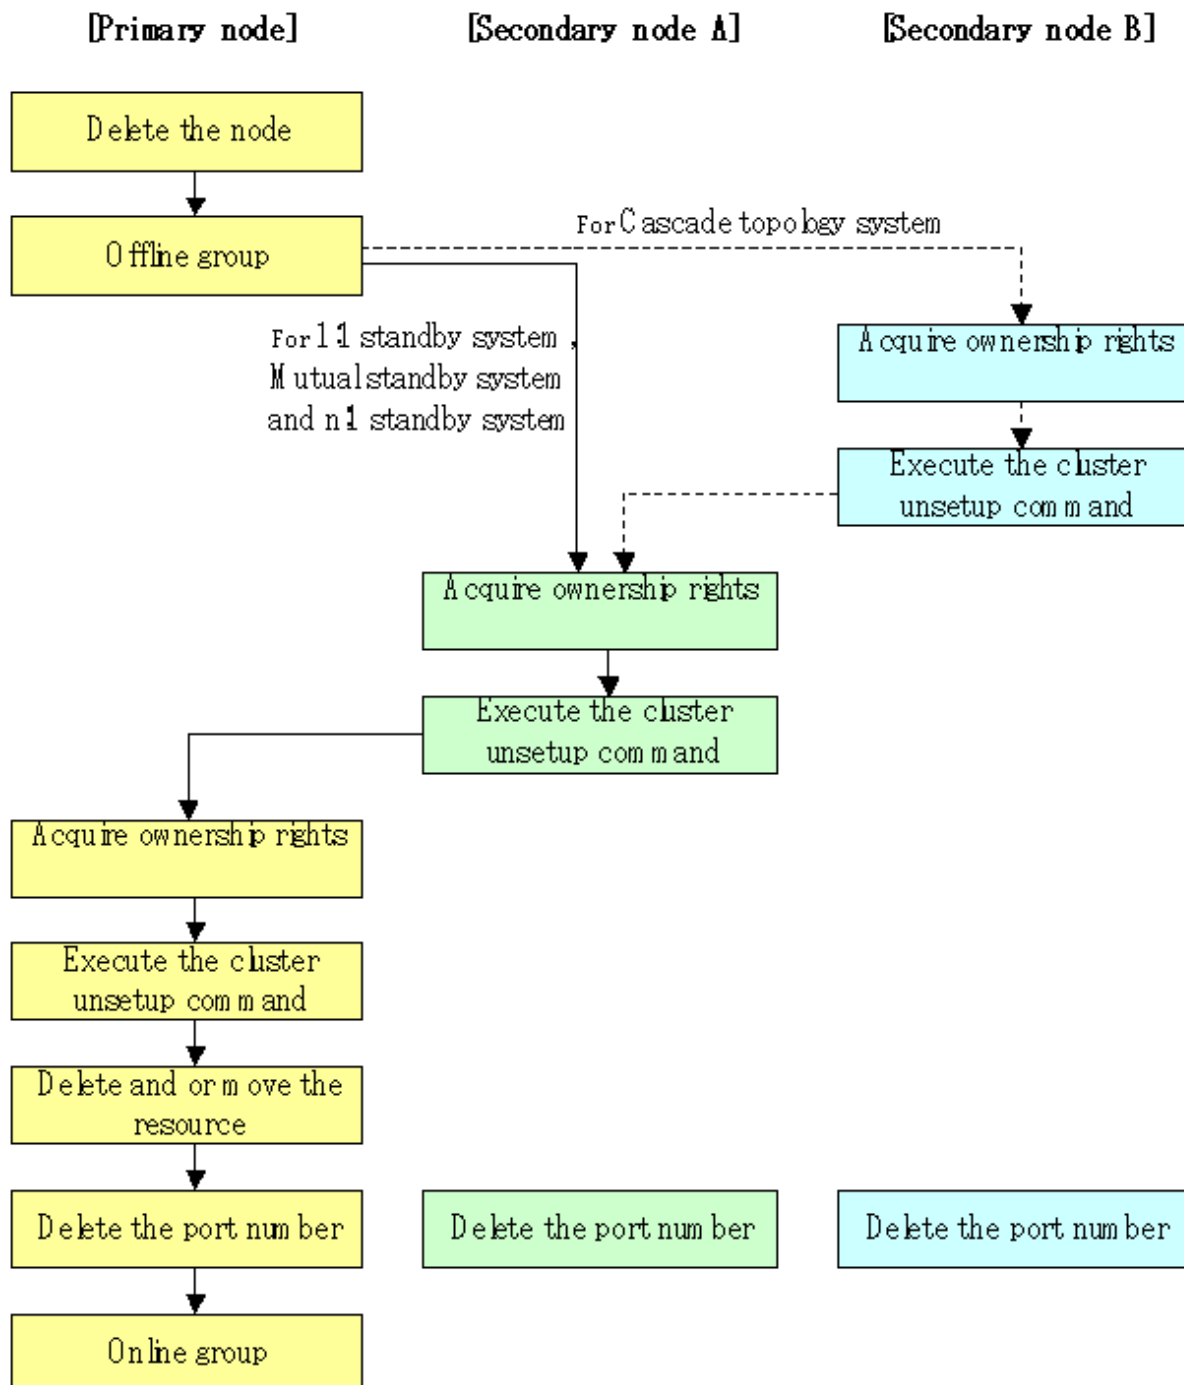 [Primary node]
[Secondary node A]
[Secondary node B]
Delete the node
Offline group
For Cascade topology system
For 1:1 standby system,
Mutual standby system
and n:1 standby system
Acquire ownership rights
Execute the cluster
unsetup command
Acquire ownership rights
Execute the cluster
unsetup command
Acquire ownership rights
Execute the cluster
unsetup command
Delete and or move the
resource
Delete the port number
Delete the port number
Delete the port number
Online group